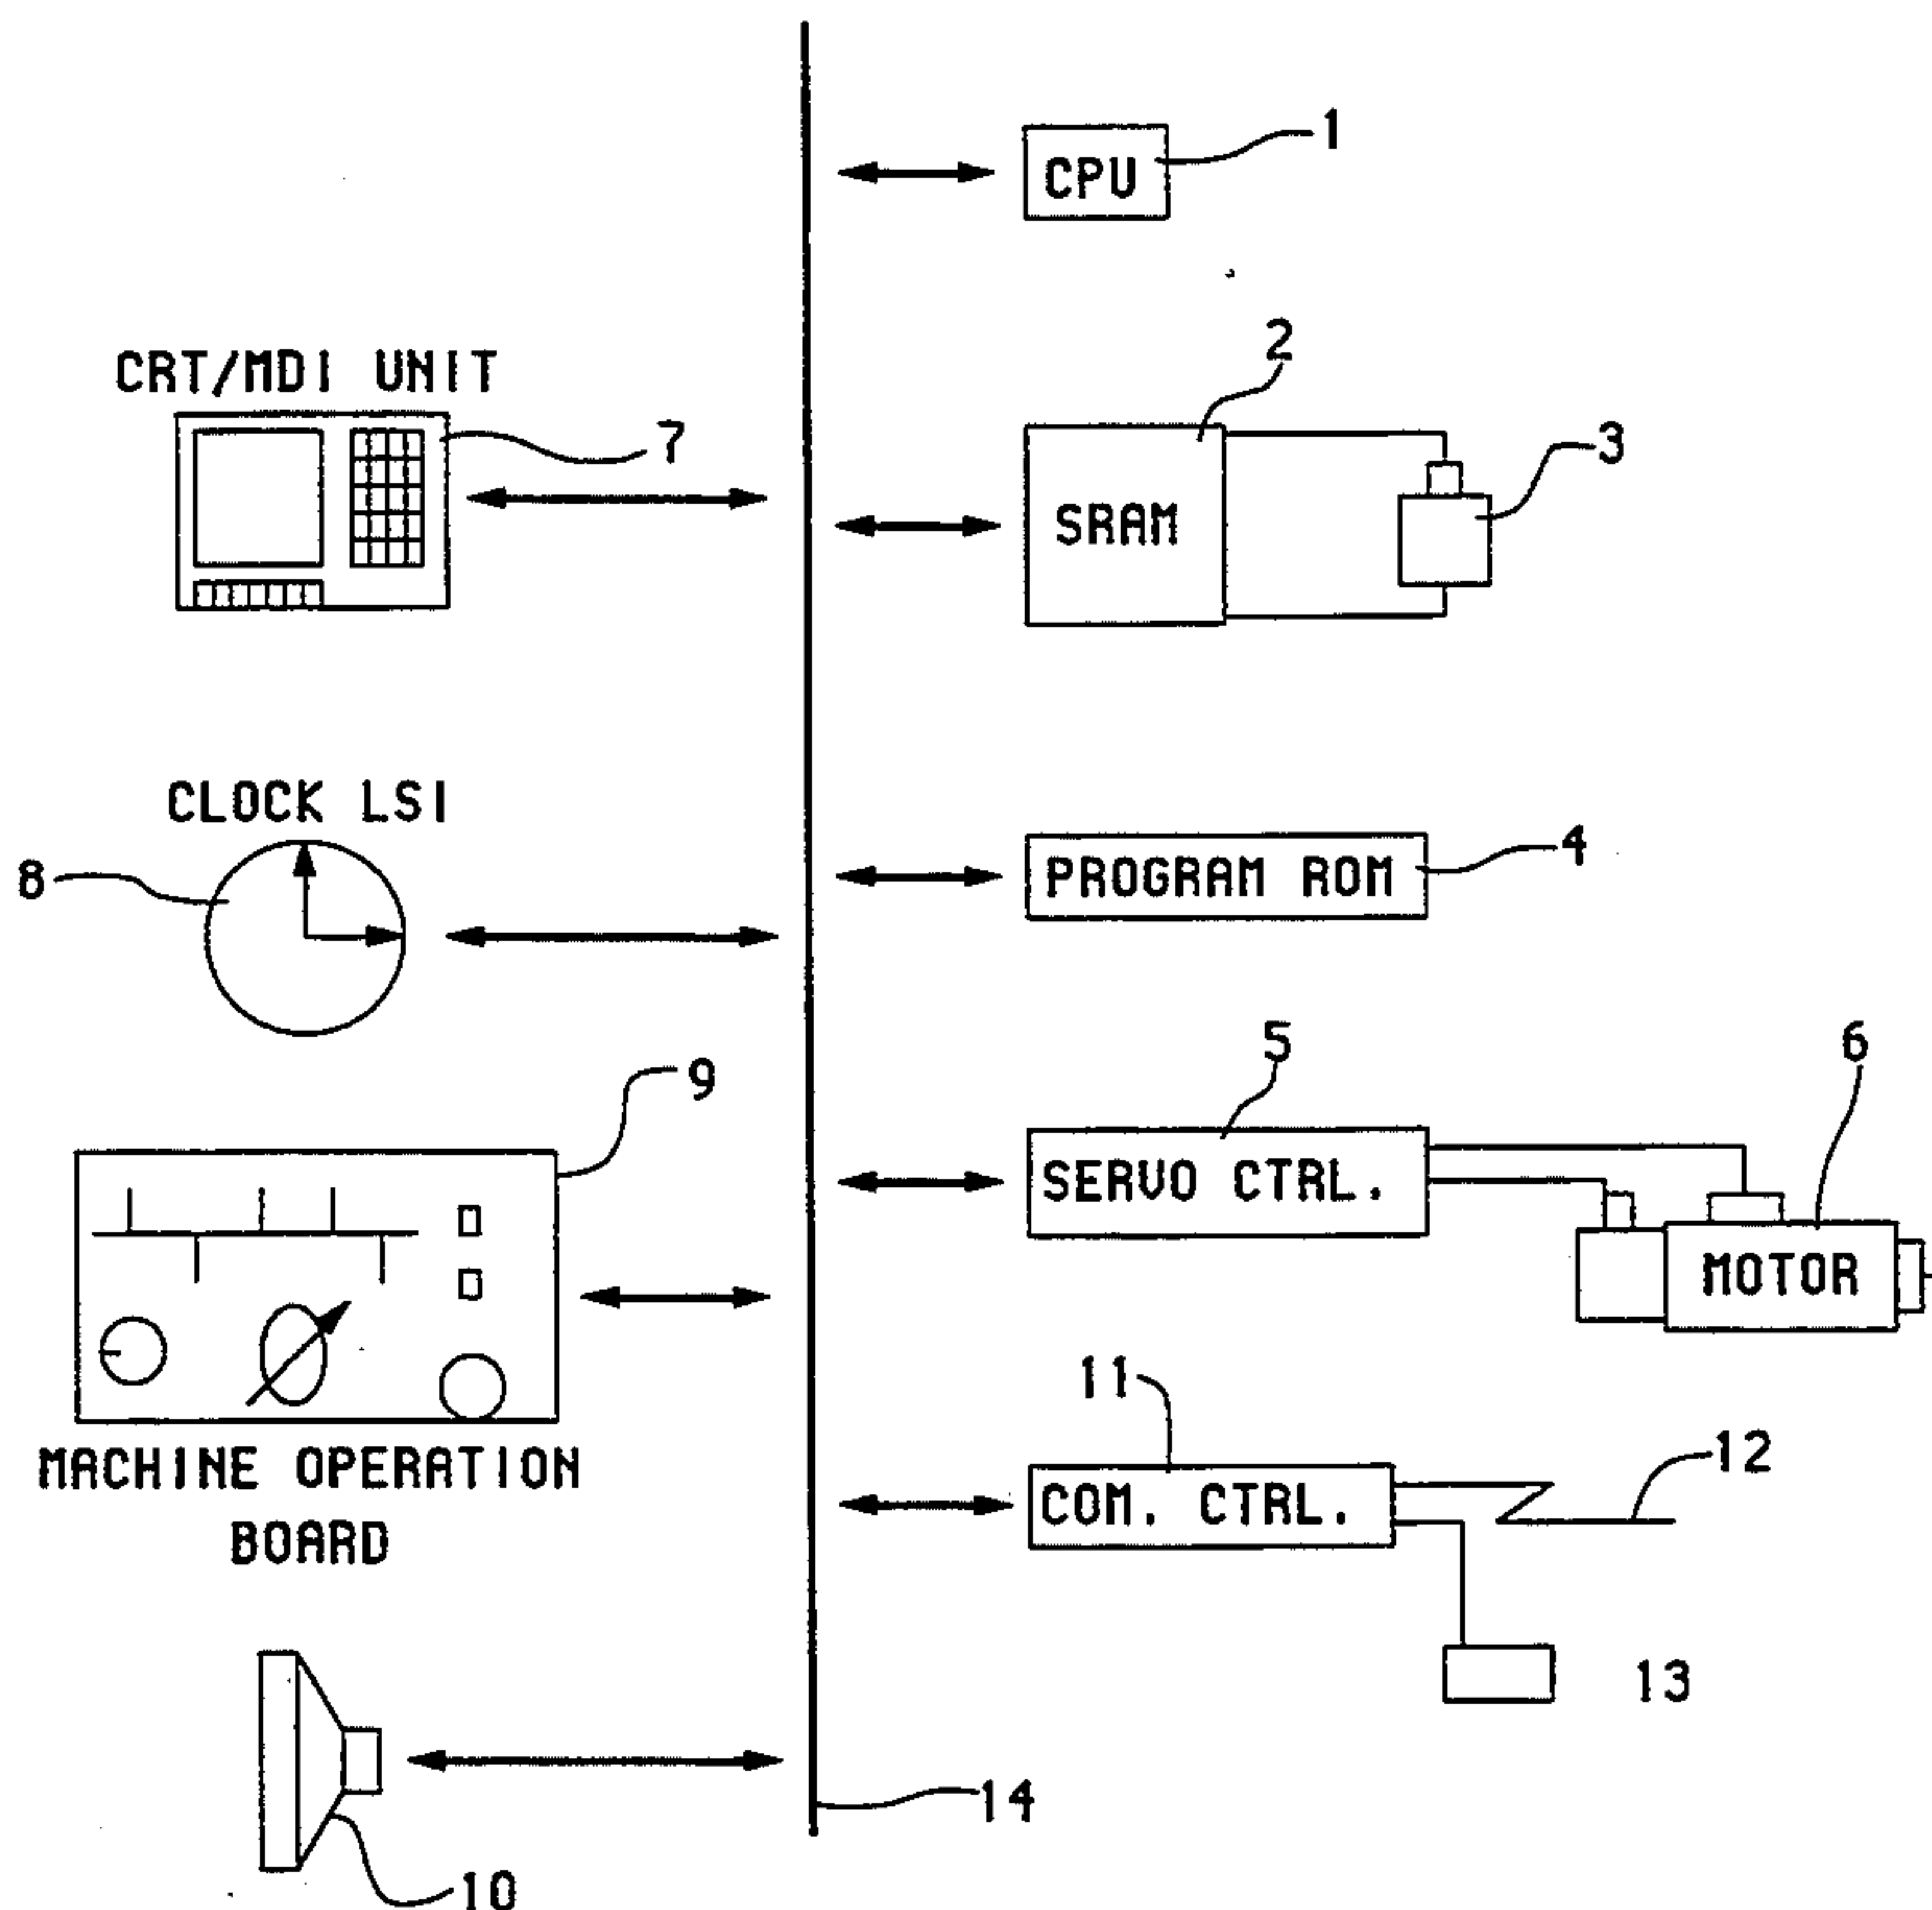 1
CPU
2
CRT/MDI UNIT
7
3
SRAM
CLOCK LSI
8
4
PROGRAM ROM
5
6
9
SERVO CTRL.
MOTOR
11
12
MACHINE OPERATION
BOARD
COM. CTRL.
13
14
10